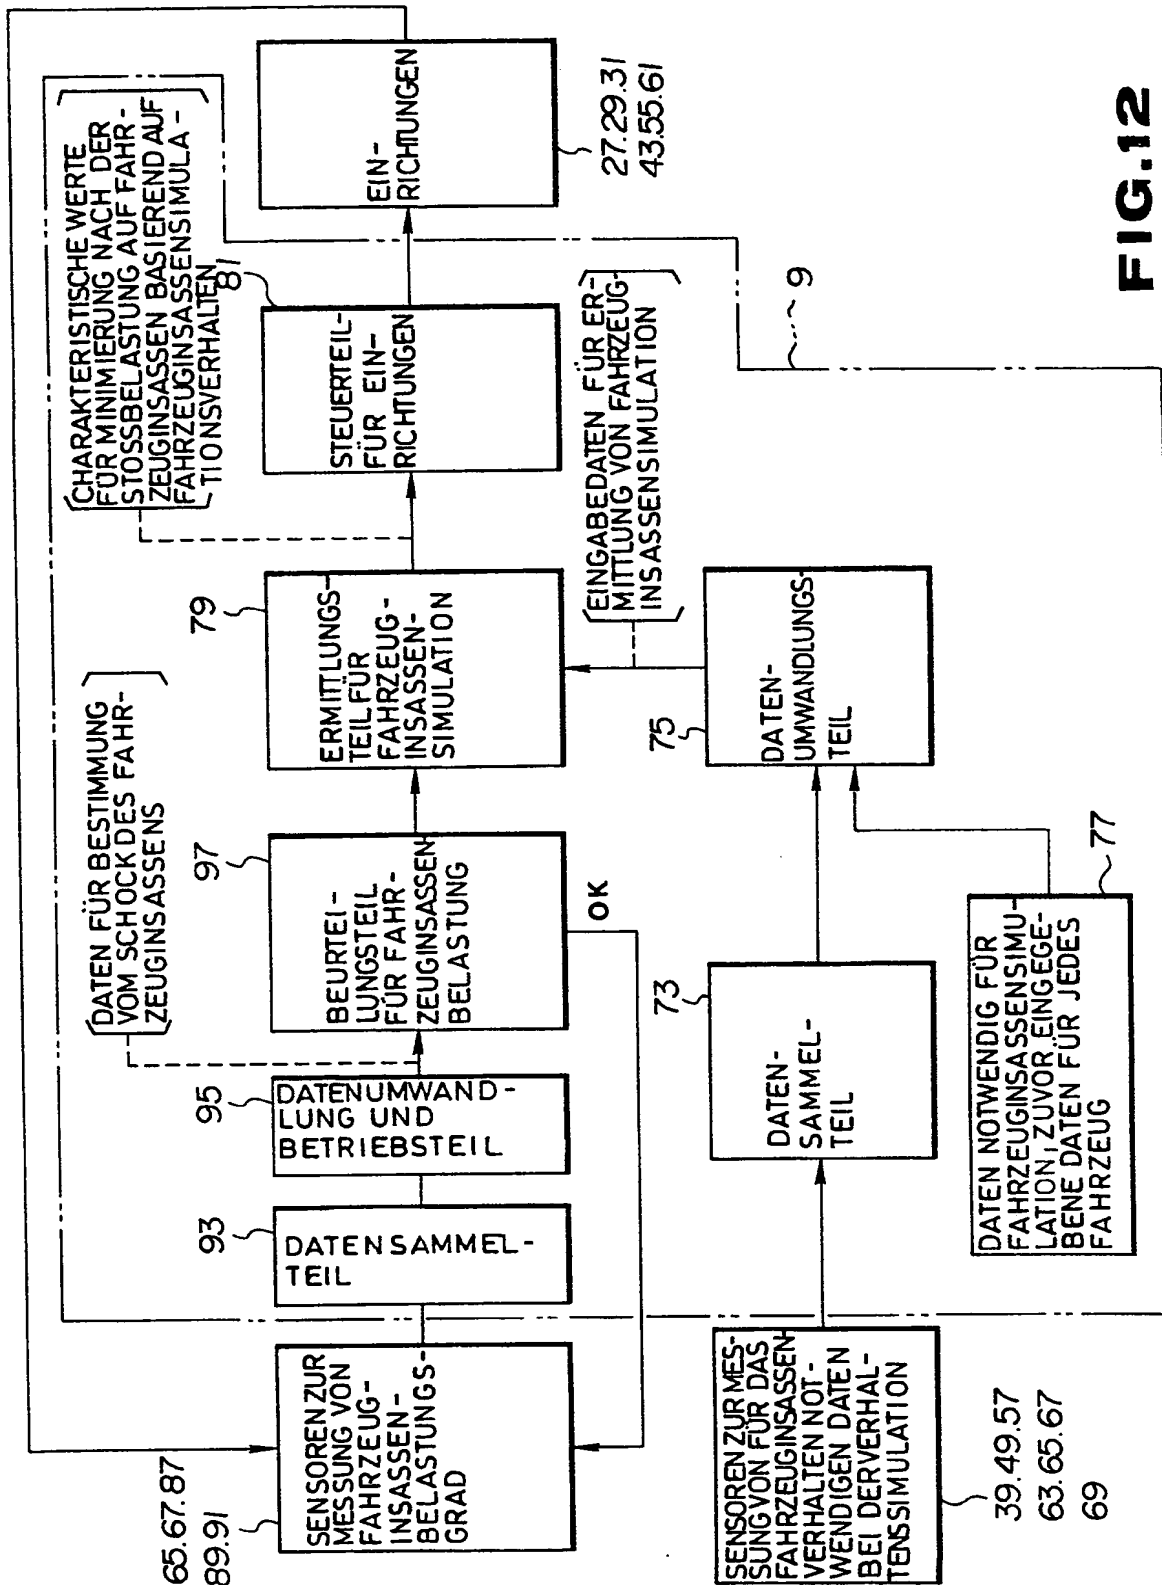 65.67.87
89.91
SENSOREN ZUR
MESSUNG VON
FAHRZEUG-
INSASSEN-
BELASTUNGS-
GRAD
93
DATENSAMMEL-
TEIL
95
DATENUMWAND-
LUNG UND
BETRIEBSTEIL
(DATEN FÜR BESTIMMUNG
VOM SCHOCK DES FAHR-
ZEUGINSASSENS)
97
BEURTEI-
LUNGSTEIL
FÜR FAHR-
ZEUGINSASSEN
BELASTUNG
OK
79
ERMITTLUNGS-
TEIL FÜR
FAHRZEUG-
INSASSEN-
SIMULATION
(CHARAKTERISTISCHE WERTE
FÜR MINIMIERUNG NACH DER
STOSSBELASTUNG AUF FAHR-
ZEUGINSASSEN BASIEREND AUF
FAHRZEUGINSASSENSIMULA-
TIONSVERHALTEN)
81
STEUERTEIL
FÜR EIN-
RICHTUNGEN
EIN-
RICHTUNGEN
27.29.31
43.55.61
SENSOREN ZUR MES-
SUNG VON FÜR DAS
FAHRZEUGINSASSEN
VERHALTEN NOT-
WENDIGEN DATEN
BEI DER VERHAL-
TENSSIMULATION
39.49.57
63.65.67
69
73
DATEN-
SAMMEL-
TEIL
75
DATEN-
UMWANDLUNGS-
TEIL
(EINGABEDATEN FÜR ER-
MITTLUNG VON FAHRZEUG-
INSASSENSIMULATION)
9
DATEN NOTWENDIG FÜR
FAHRZEUGINSASSENSIMU-
LATION, ZUVOR EINGEGE-
BENE DATEN FÜR JEDES
FAHRZEUG
77
FIG.12